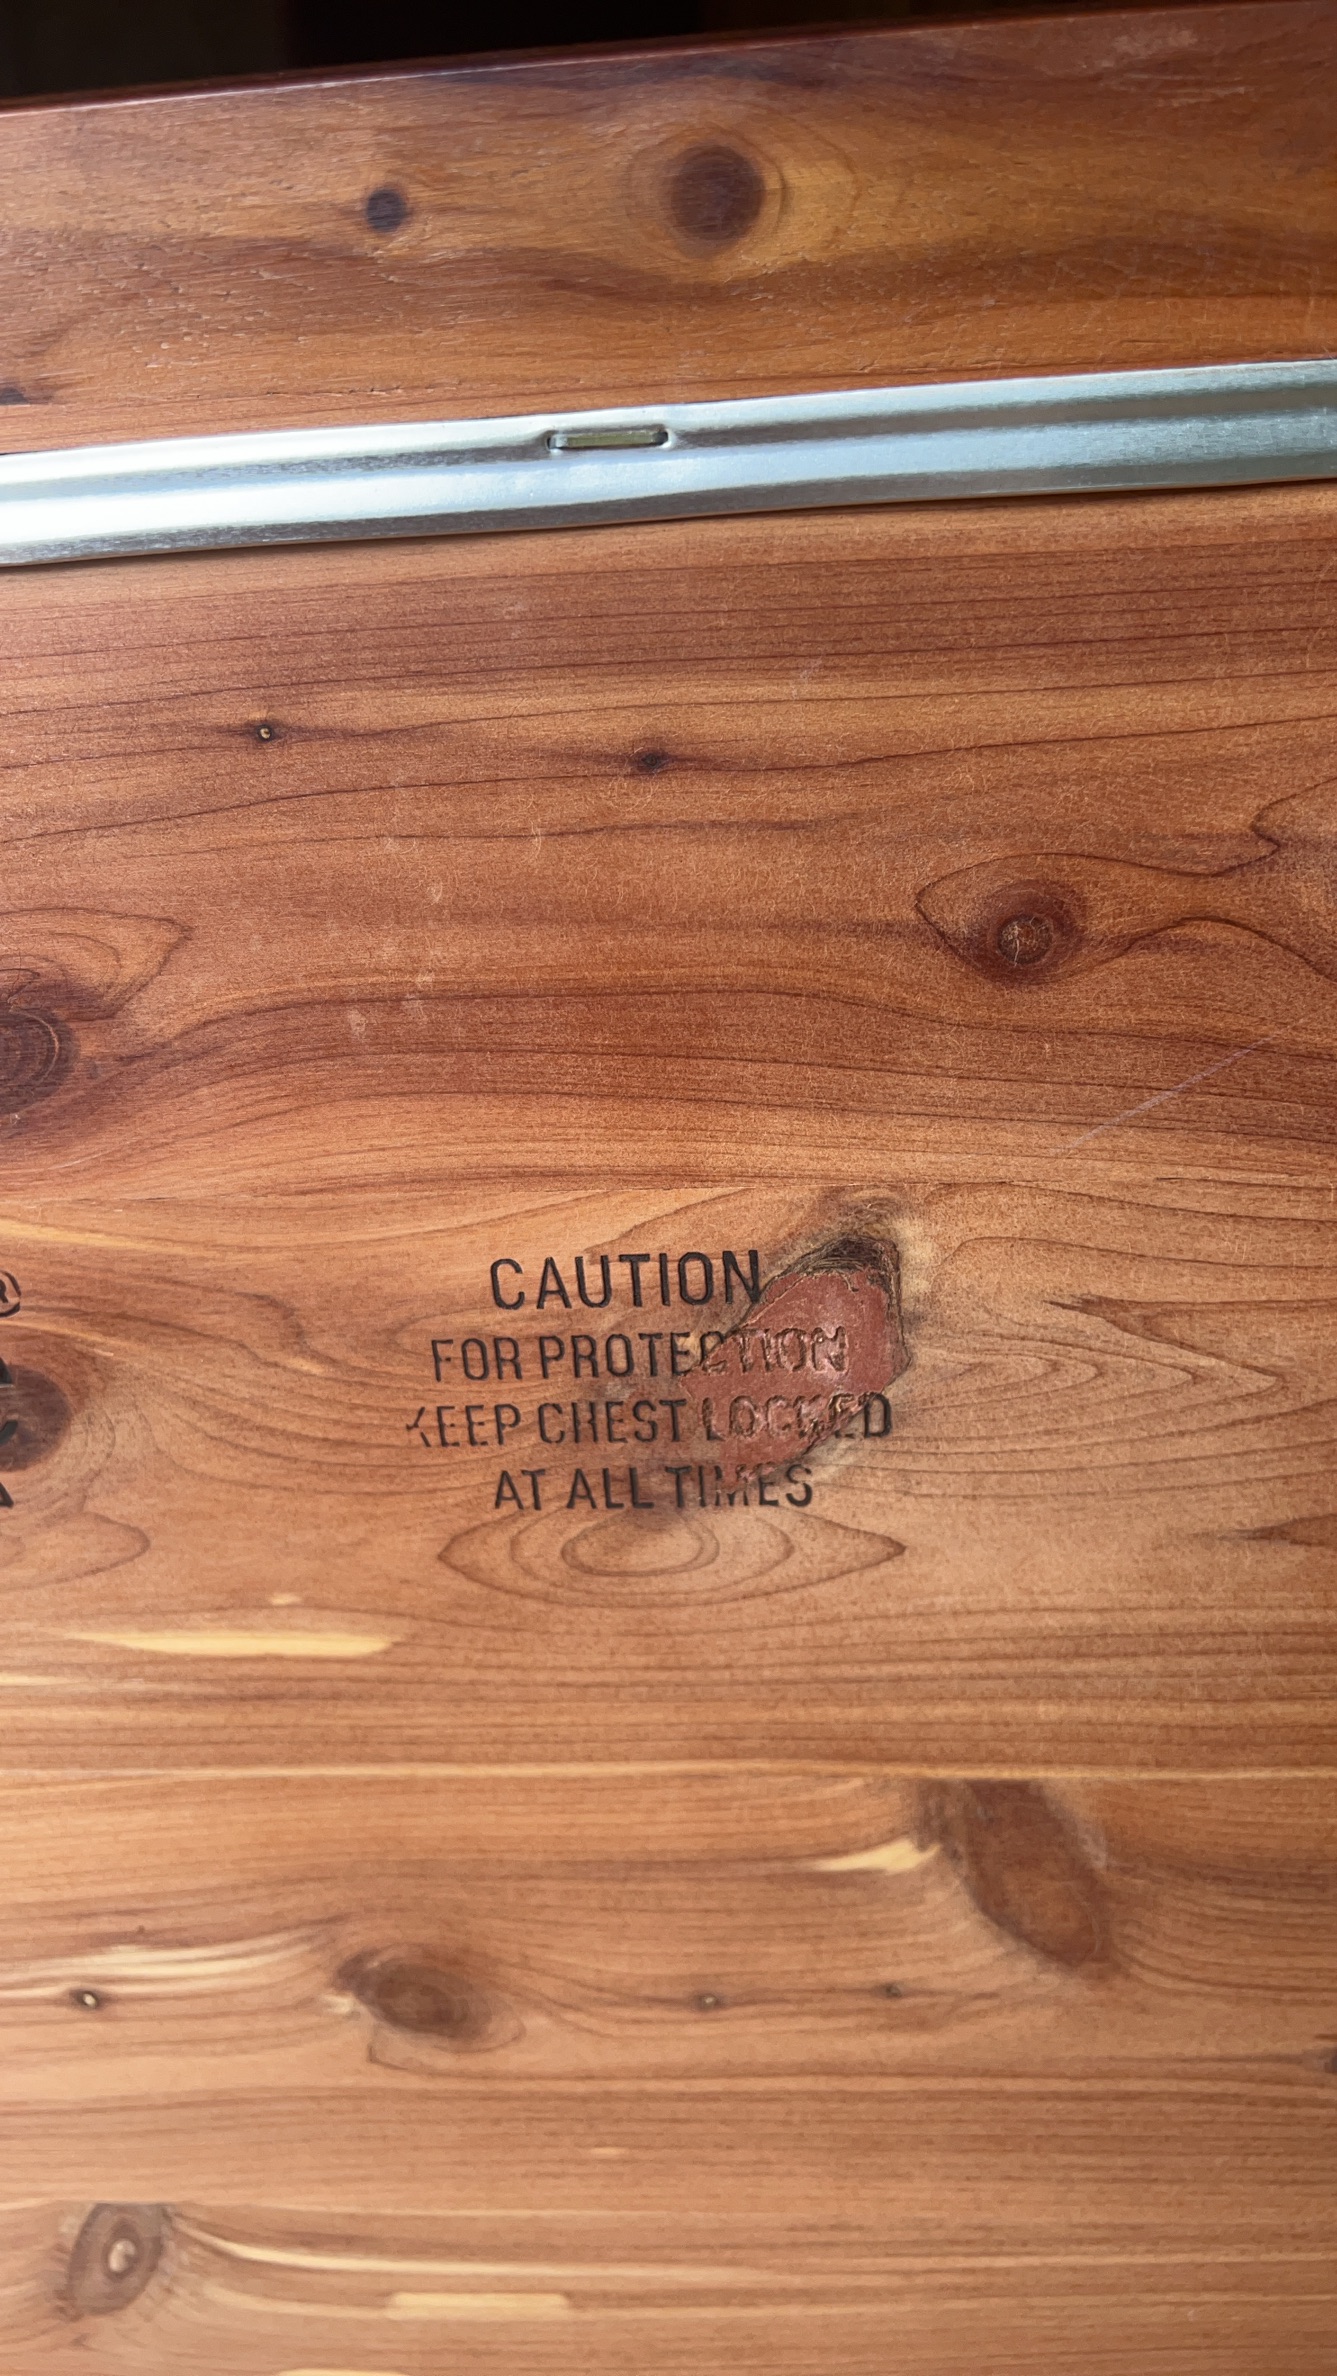 CAUTION
FOR PROTECTION
KEEP CHEST LOCKED
AT ALL TIMES
®